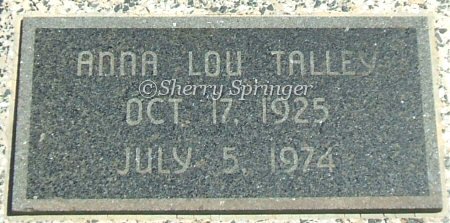 ANNA LOU TALLEY
©Sherry Springer
OCT. 17, 1925
JULY 5, 1974